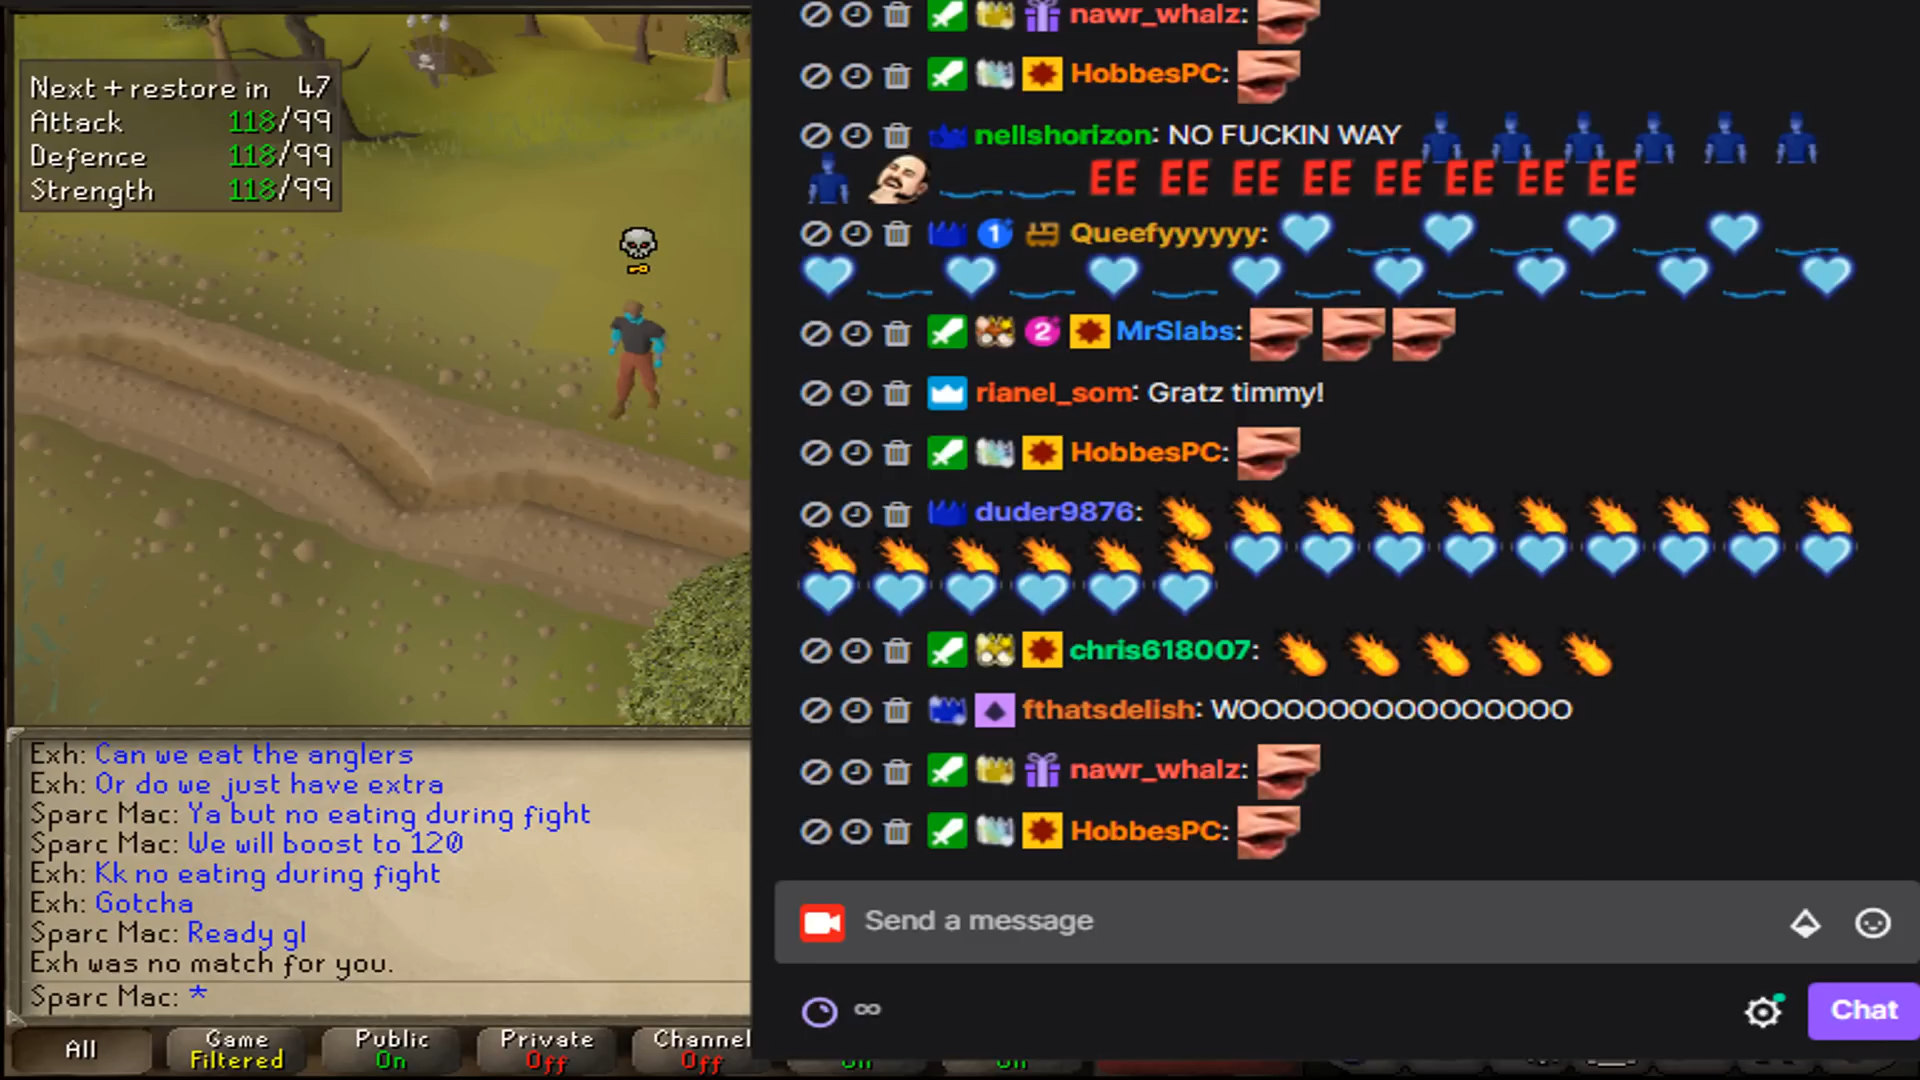 Next + restore in 47
Attack 118/99
Defence 118/99
Strength 118/99
Exh: Can we eat the anglers
Exh: Or do we just have extra
Sparc Mac: Ya but no eating during fight
Sparc Mac: We will boost to 120
Exh: Kk no eating during fight
Exh: Gotcha
Sparc Mac: Ready gl
Exh was no match for you.
Sparc Mac: *
All
Game
Filtered
Public
On
Private
Off
Channel
Off
On
On
nawr_whalz:
HobbesPC:
nellshorizon: NO FUCKIN WAY
EE EE EE EE EE EE EE EE
1 Queefyyyyyy:
2 MrSlabs:
rianel_som: Gratz timmy!
HobbesPC:
duder9876:
chris618007:
fthatsdelish: WOOOOOOOOOOOOOOO
nawr_whalz:
HobbesPC:
Send a message
∞
Chat